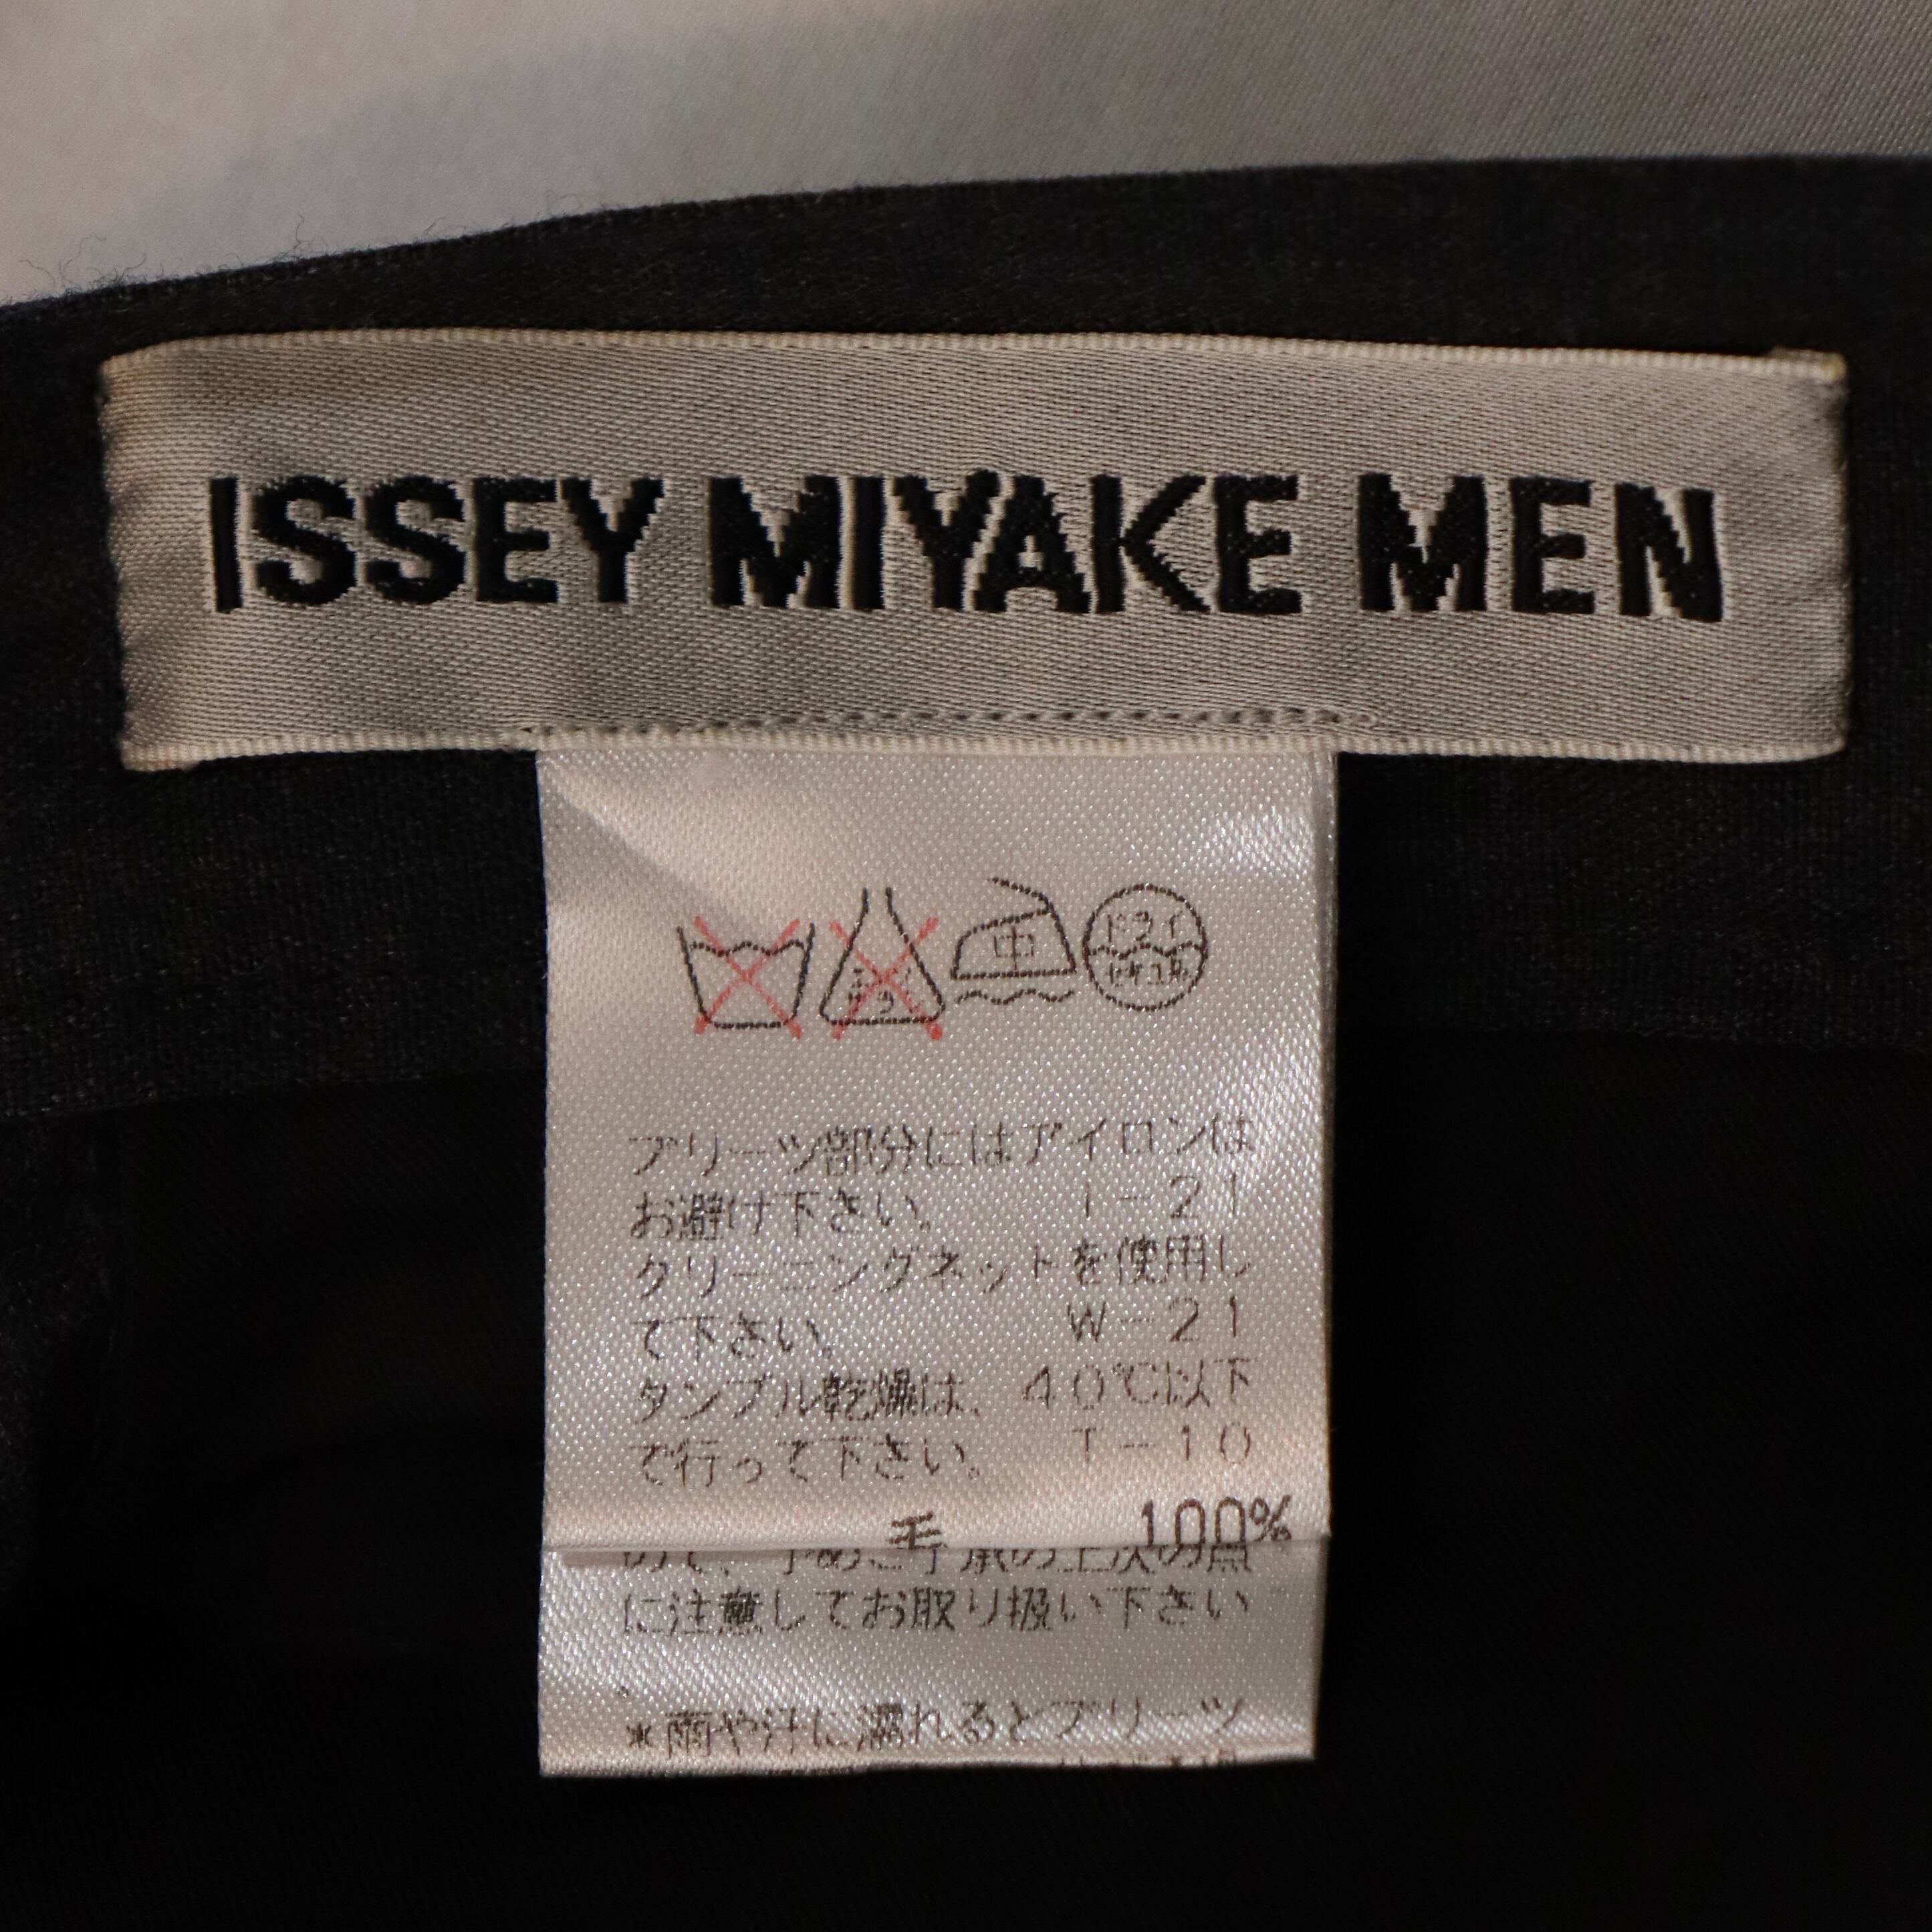 ISSEY MIYAKE MEN
中 ドライ
プリーツ部分にはアイロンは
お避け下さい。 I-21
クリーニングネットを使用し
て下さい。 W-21
タンブル乾燥は、40℃以下
で行って下さい。 T-10
毛 100%
に注意してお取り扱い下さい
。
*雨や汗に濡れるとプリーツ